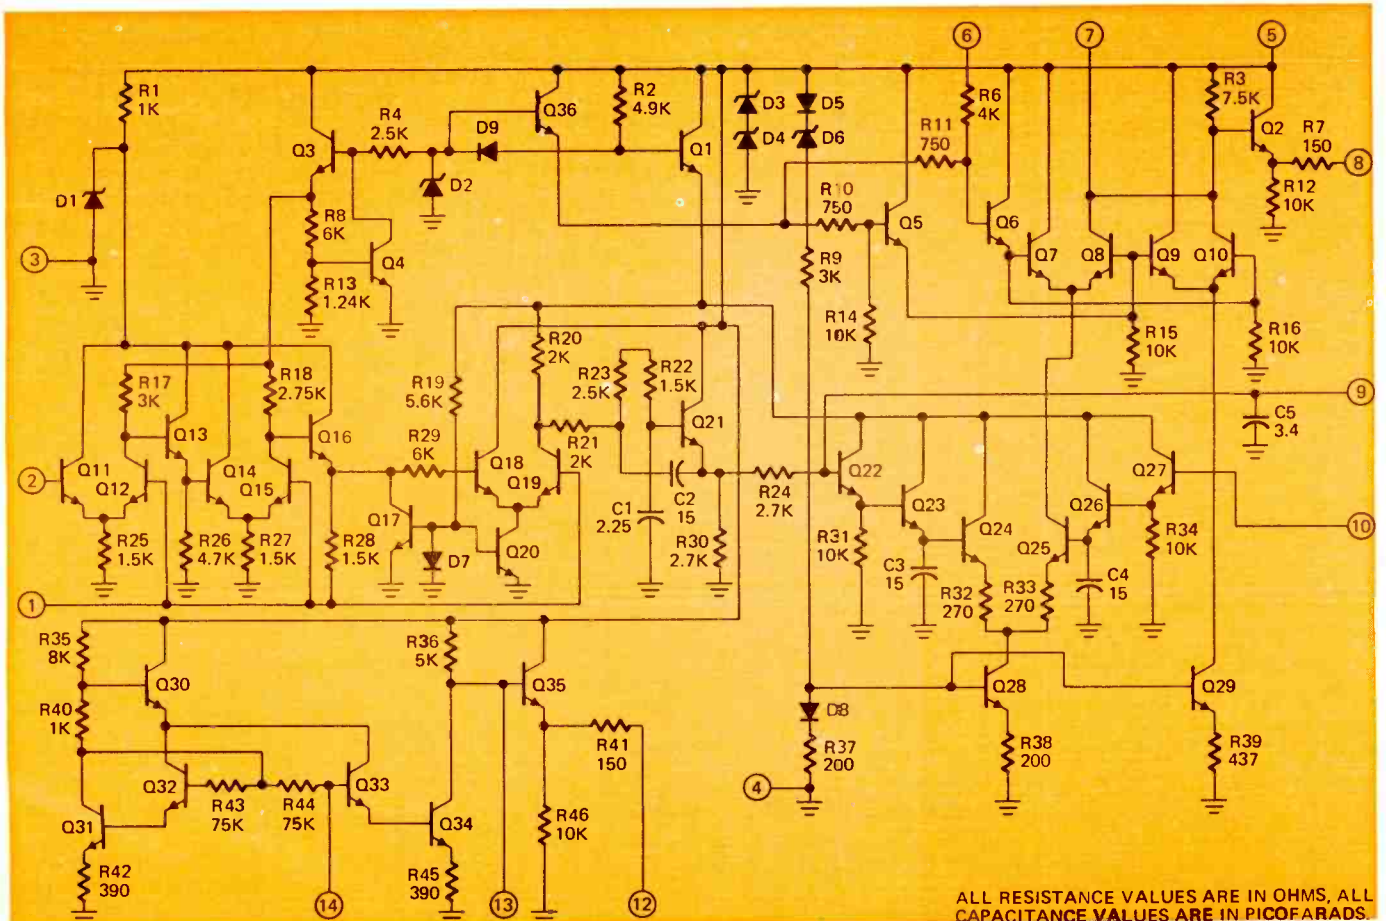 6
7
5
R1
1K
R4
2.5K
Q3
D9
Q36
R2
4.9K
Q1
D3
D4
D5
D6
R11
750
R6
4K
R3
7.5K
Q2
R7
150
8
R12
10K
D1
D2
R8
6K
Q4
R10
750
Q5
Q6
Q7
Q8
Q9
Q10
3
R13
1.24K
R9
3K
R14
10K
R15
10K
R16
10K
R20
2K
R17
3K
R18
2.75K
R19
5.6K
R23
2.5K
R22
1.5K
9
C5
3.4
Q13
Q16
R29
6K
R21
2K
Q21
2
Q11
Q12
Q14
Q15
Q18
Q19
Q22
Q27
R24
2.7K
C2
15
Q23
Q26
C1
2.25
Q17
Q20
Q24
Q25
10
R25
1.5K
R26
4.7K
R27
1.5K
R28
1.5K
D7
R30
2.7K
R31
10K
R34
10K
C3
15
C4
15
R32
270
R33
270
1
R35
8K
Q30
R36
5K
Q35
Q28
Q29
R40
1K
D8
R41
150
R37
200
R38
200
R39
437
Q32
R43
75K
R44
75K
Q33
4
Q31
Q34
R46
10K
R42
390
R45
390
14
13
12
ALL RESISTANCE VALUES ARE IN OHMS, ALL
CAPACITANCE VALUES ARE IN PICOFARADS.